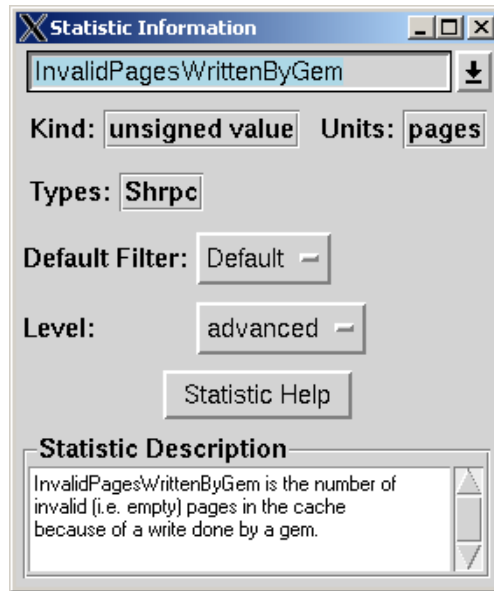 Statistic Information
InvalidPagesWrittenByGem
Kind: unsigned value Units: pages
Types: Shrpc
Default Filter: Default
Level: advanced
Statistic Help
Statistic Description
InvalidPagesWrittenByGem is the number of
invalid (i.e. empty) pages in the cache
because of a write done by a gem.